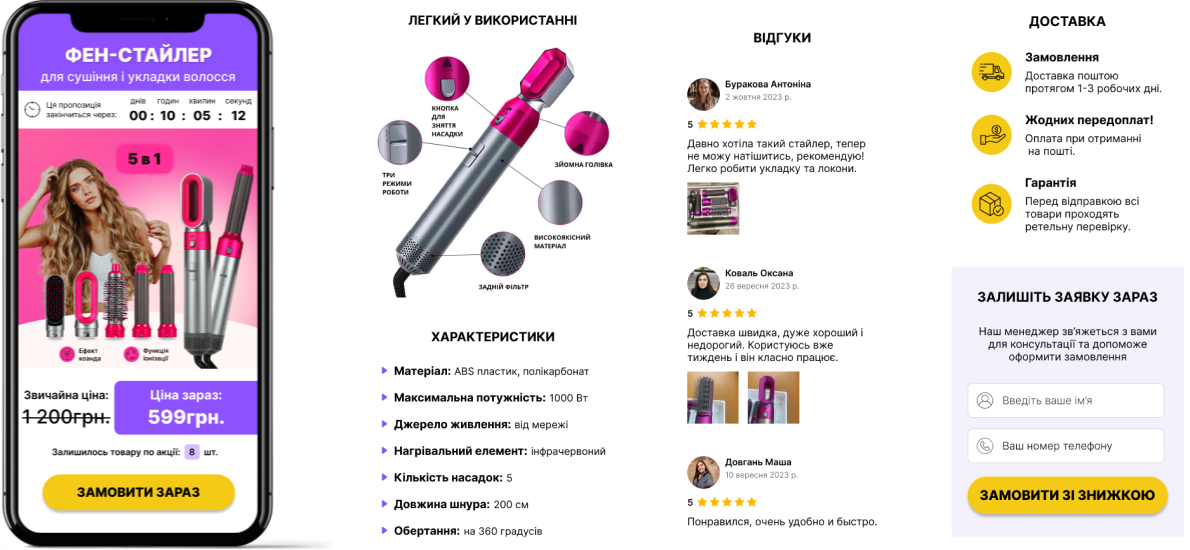 ФЕН-СТАЙЛЕР
для сушіння і укладки волосся
Ця пропозиція
закінчиться через:
днів годин хвилин секунд
00 : 10 : 05 : 12
5 в 1
Ефект
коанда
Функція
іонізації
Звичайна ціна:
1 200грн.
Ціна зараз:
599грн.
Залишилось товару по акції: 8 шт.
ЗАМОВИТИ ЗАРАЗ
ЛЕГКИЙ У ВИКОРИСТАННІ
КНОПКА
ДЛЯ
ЗНЯТТЯ
НАСАДКИ
ЗЙОМНА ГОЛІВКА
ТРИ
РЕЖИМИ
РОБОТИ
ВИСОКОЯКІСНИЙ
МАТЕРІАЛ
ЗАДНІЙ ФІЛЬТР
ХАРАКТЕРИСТИКИ
Матеріал: ABS пластик, полікарбонат
Максимальна потужність: 1000 Вт
Джерело живлення: від мережі
Нагрівальний елемент: інфрачервоний
Кількість насадок: 5
Довжина шнура: 200 см
Обертання: на 360 градусів
ВІДГУКИ
Буракова Антоніна
2 жовтня 2023 р.
5
Давно хотіла такий стайлер, тепер
не можу натішитись, рекомендую!
Легко робити укладку та локони.
Коваль Оксана
26 вересня 2023 р.
5
Доставка швидка, дуже хороший і
недорогий. Користуюсь вже
тиждень і він класно працює.
Довгань Маша
10 вересня 2023 р.
5
Понравился, очень удобно и быстро.
ДОСТАВКА
Замовлення
Доставка поштою
протягом 1-3 робочих дні.
Жодних передоплат!
Оплата при отриманні
на пошті.
Гарантія
Перед відправкою всі
товари проходять
ретельну перевірку.
ЗАЛИШІТЬ ЗАЯВКУ ЗАРАЗ
Наш менеджер зв'яжеться з вами
для консультації та допоможе
оформити замовлення
Введіть ваше ім'я
Ваш номер телефону
ЗАМОВИТИ ЗІ ЗНИЖКОЮ